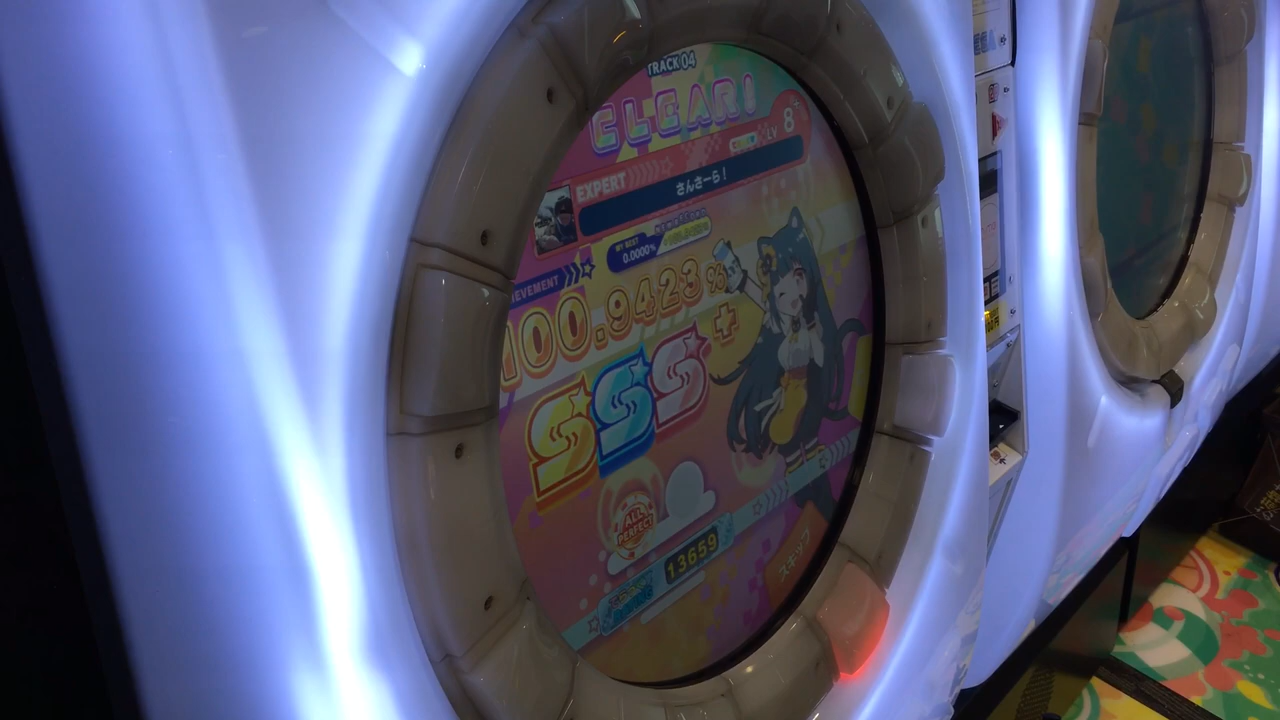 TRACK 04
CLEAR!
LV 8
EXPERT
さんさーら!
MY BEST
0.0000%
EVEMENT
100.9423%
SSS+
ALL
PERFECT
13659
スキップ
SEGA